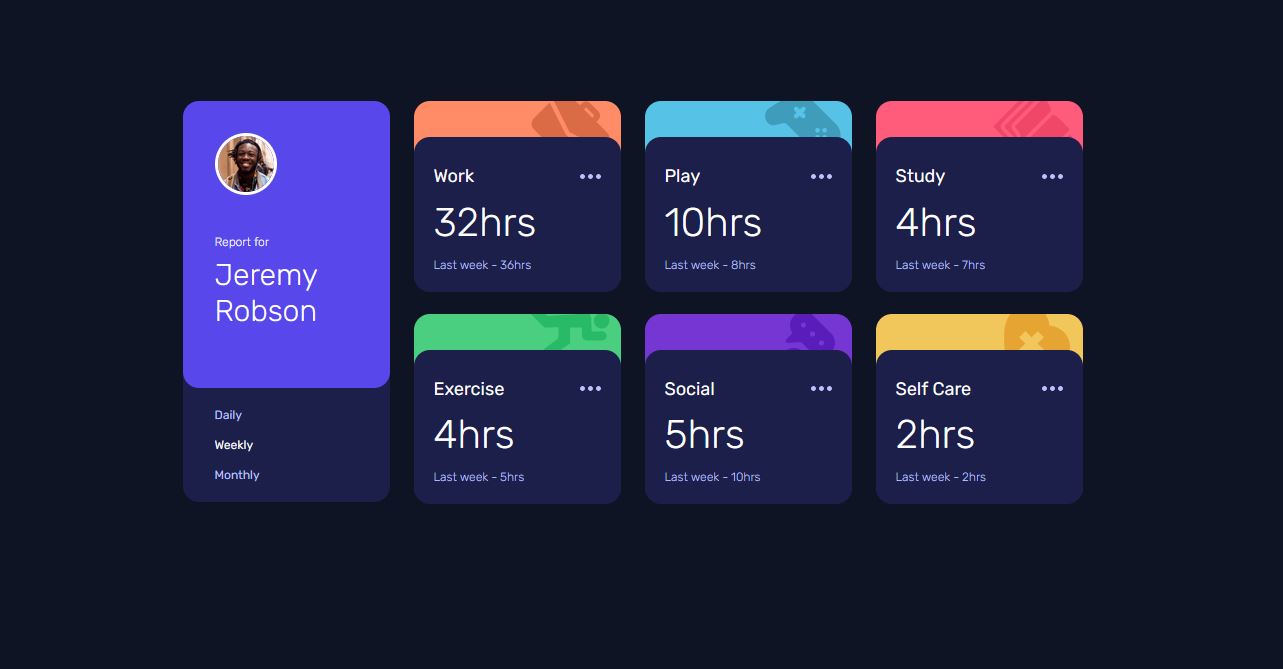 Report for
Jeremy
Robson
Daily
Weekly
Monthly
Work
32hrs
Last week - 36hrs
Play
10hrs
Last week - 8hrs
Study
4hrs
Last week - 7hrs
Exercise
4hrs
Last week - 5hrs
Social
5hrs
Last week - 10hrs
Self Care
2hrs
Last week - 2hrs